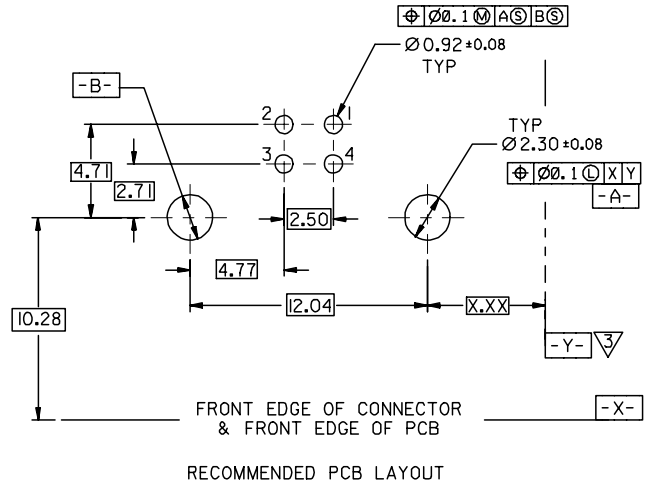 ⌖ Ø0.1 Ⓜ A Ⓢ B Ⓢ
Ø0.92 ±0.08
TYP
-B-
2 1
TYP
Ø2.30 ±0.08
3 4
4.71
2.71
⌖ Ø0.1 Ⓛ X Y
-A-
2.50
4.77
12.04
X.XX
10.28
-Y- 3
FRONT EDGE OF CONNECTOR
& FRONT EDGE OF PCB
-X-
RECOMMENDED PCB LAYOUT